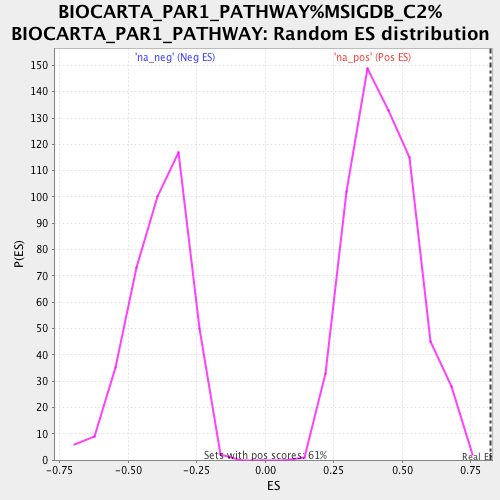 BIOCARTA_PAR1_PATHWAY%MSIGDB_C2%
BIOCARTA_PAR1_PATHWAY: Random ES distribution
'na_neg' (Neg ES)
'na_pos' (Pos ES)
150
140
130
120
110
100
90
80
70
60
50
40
30
20
10
0
P(ES)
Sets with pos scores: 61%
Real ES
-0.75
-0.50
-0.25
0.00
0.25
0.50
0.75
ES